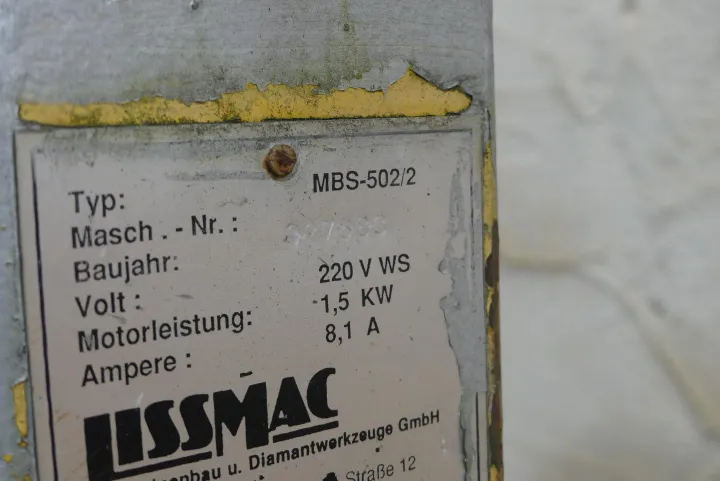 Typ: MBS-502/2
Masch . - Nr. :
Baujahr:
Volt : 220 V WS
Motorleistung: 1,5 KW
Ampere : 8,1 A
LISSMAC
u. Diamantwerkzeuge GmbH
Straße 12